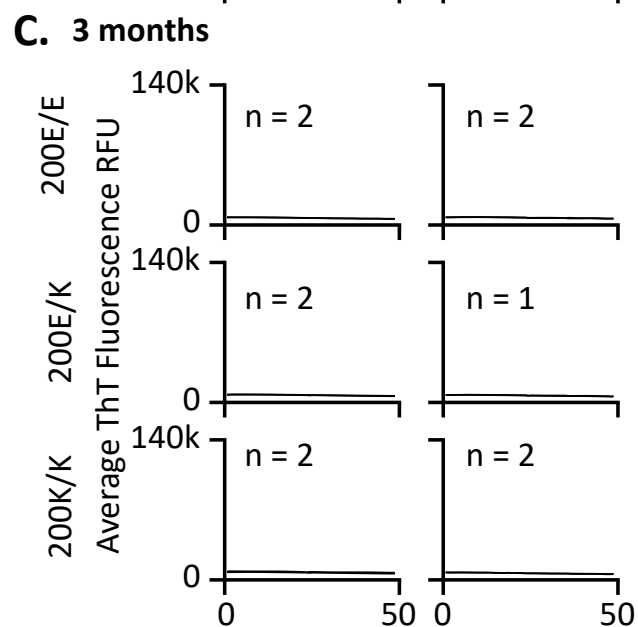 C. 3 months
Average ThT Fluorescence RFU
200E/E
140k
n = 2
n = 2
0
200E/K
140k
n = 2
n = 1
0
200K/K
140k
n = 2
n = 2
0
0 50 0 50